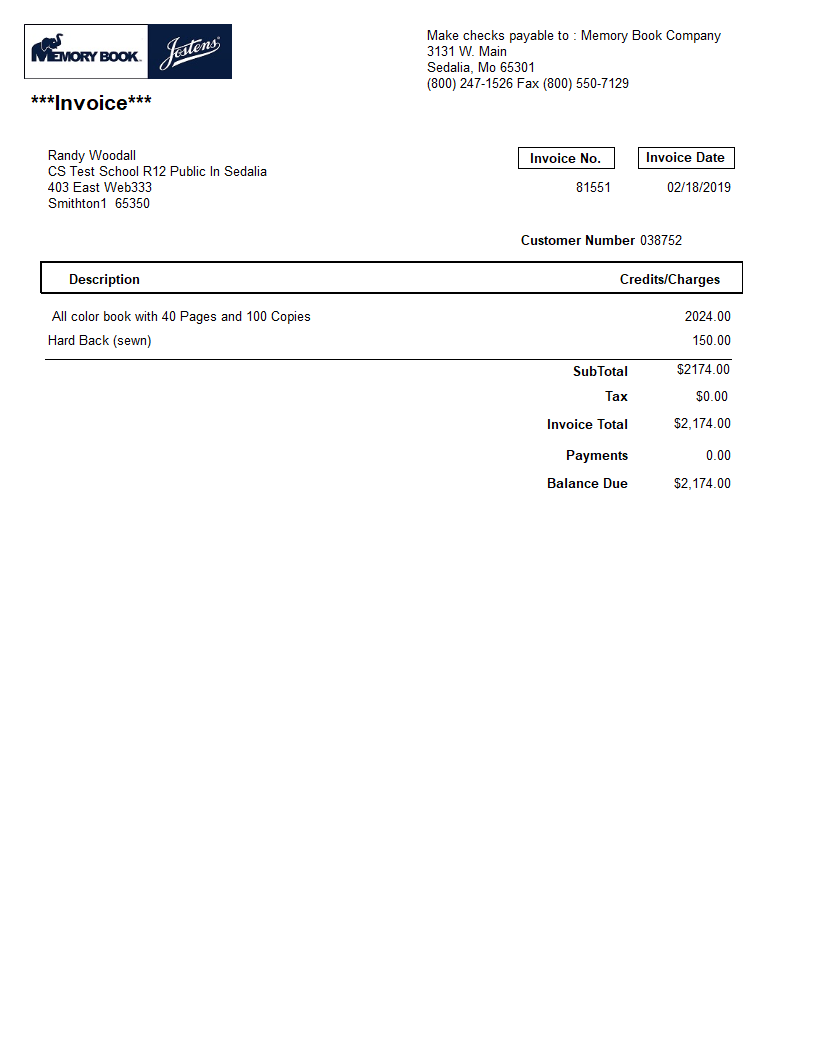 MEMORY BOOK.
Jostens
Make checks payable to : Memory Book Company
3131 W. Main
Sedalia, Mo 65301
(800) 247-1526 Fax (800) 550-7129
***Invoice***
Randy Woodall
CS Test School R12 Public In Sedalia
403 East Web333
Smithton1 65350
Invoice No. Invoice Date
81551 02/18/2019
Customer Number 038752
Description Credits/Charges
All color book with 40 Pages and 100 Copies 2024.00
Hard Back (sewn) 150.00
SubTotal $2174.00
Tax $0.00
Invoice Total $2,174.00
Payments 0.00
Balance Due $2,174.00